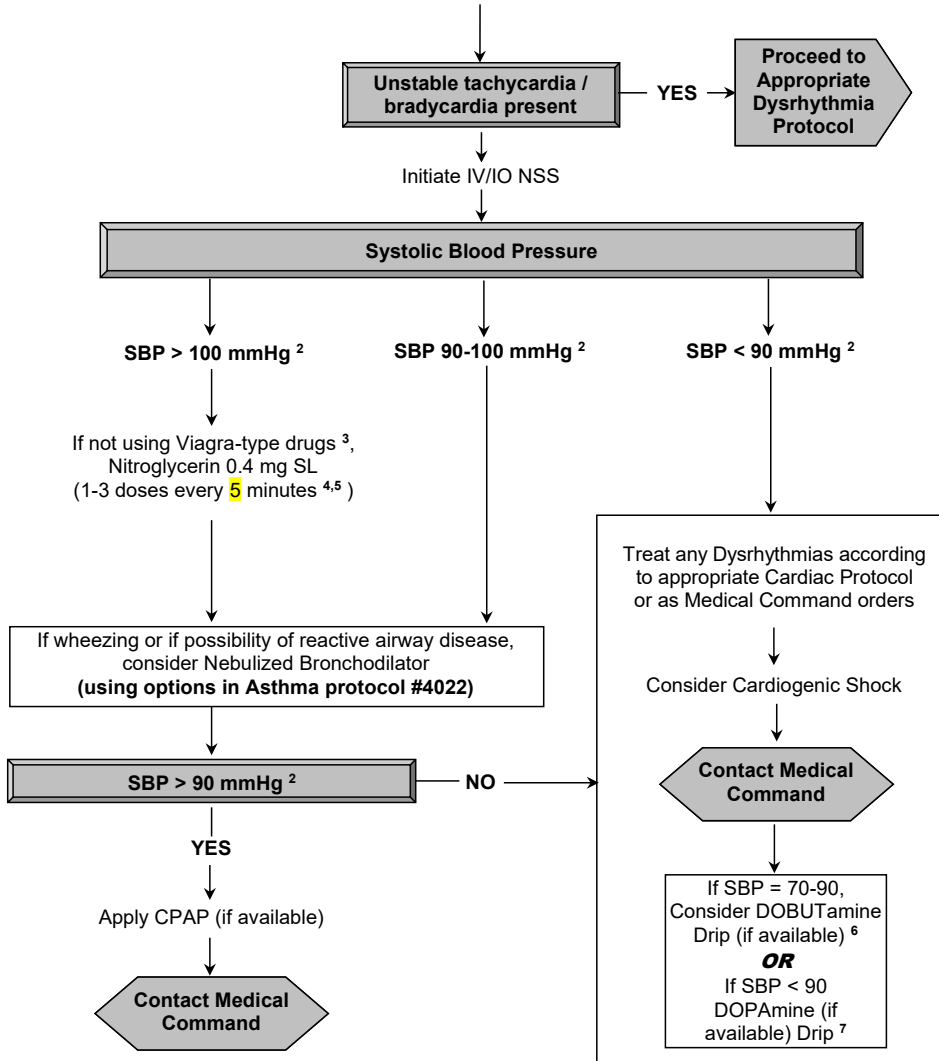 Unstable tachycardia /
bradycardia present
YES
Proceed to
Appropriate
Dysrhythmia
Protocol
Initiate IV/IO NSS
Systolic Blood Pressure
SBP > 100 mmHg 2
SBP 90-100 mmHg 2
SBP < 90 mmHg 2
If not using Viagra-type drugs 3,
Nitroglycerin 0.4 mg SL
(1-3 doses every 5 minutes 4,5 )
If wheezing or if possibility of reactive airway disease,
consider Nebulized Bronchodilator
(using options in Asthma protocol #4022)
SBP > 90 mmHg 2
NO
YES
Apply CPAP (if available)
Contact Medical
Command
Treat any Dysrhythmias according
to appropriate Cardiac Protocol
or as Medical Command orders
Consider Cardiogenic Shock
Contact Medical
Command
If SBP = 70-90,
Consider DOBUTamine
Drip (if available) 6
OR
If SBP < 90
DOPAmine (if
available) Drip 7